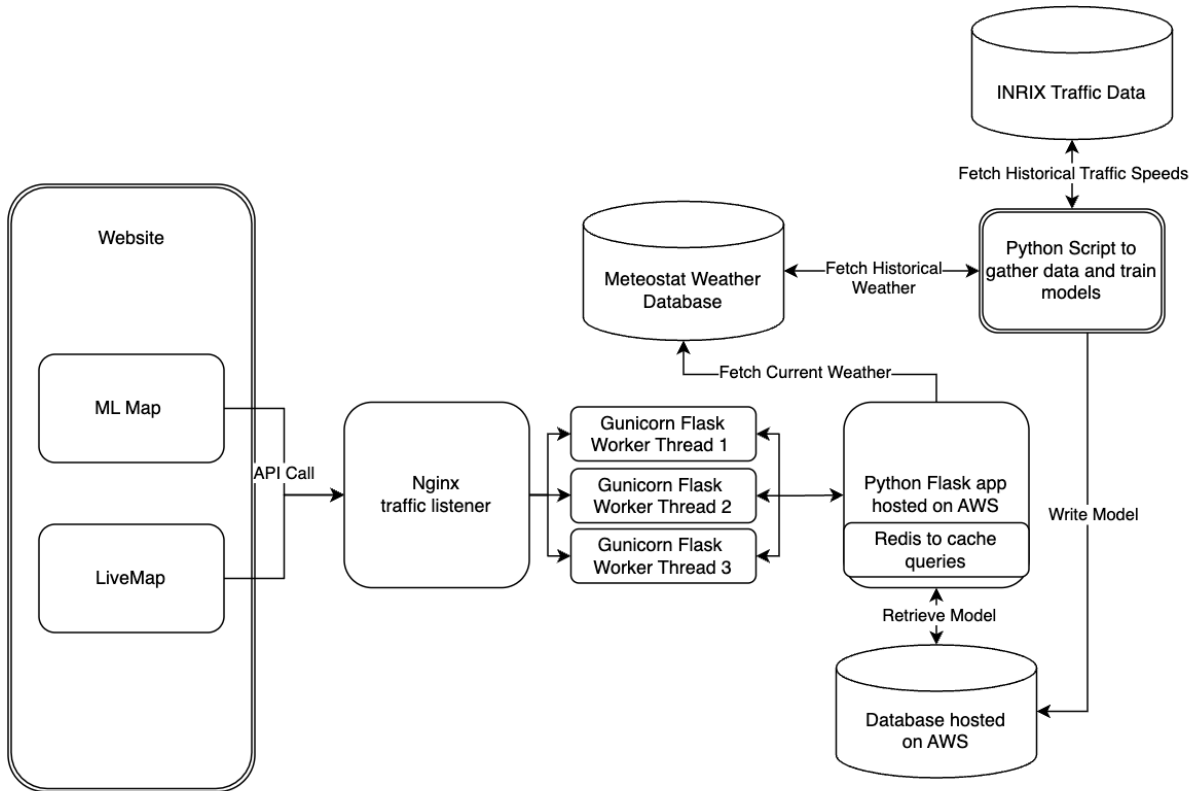 INRIX Traffic Data
Fetch Historical Traffic Speeds
Website
Python Script to
gather data and train
models
Meteostat Weather
Database
Fetch Historical
Weather
Fetch Current Weather
ML Map
API Call
LiveMap
Nginx
traffic listener
Gunicorn Flask
Worker Thread 1
Gunicorn Flask
Worker Thread 2
Gunicorn Flask
Worker Thread 3
Python Flask app
hosted on AWS
Redis to cache
queries
Write Model
Retrieve Model
Database hosted
on AWS